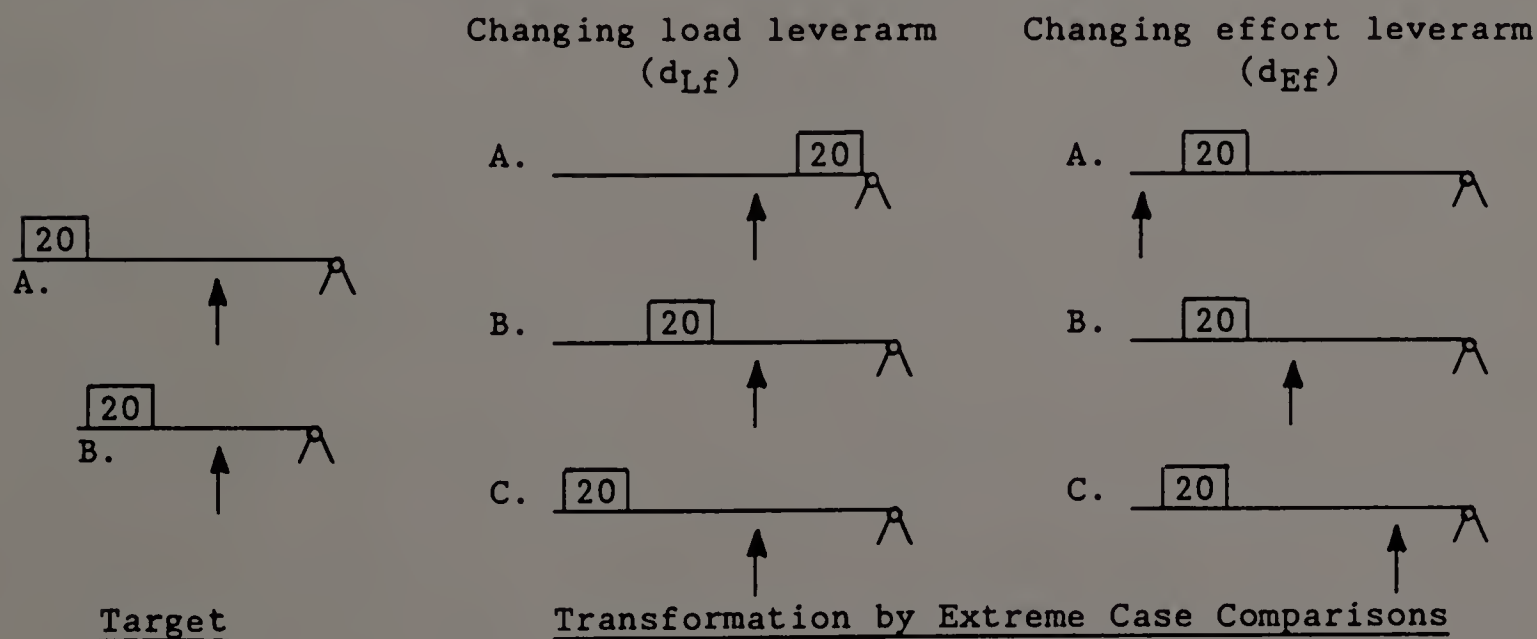 Changing load leverarm
(dLf)
Changing effort leverarm
(dEf)
20
A.
20
B.
A. 20
B. 20
C. 20
A. 20
B. 20
C. 20
Target
Transformation by Extreme Case Comparisons